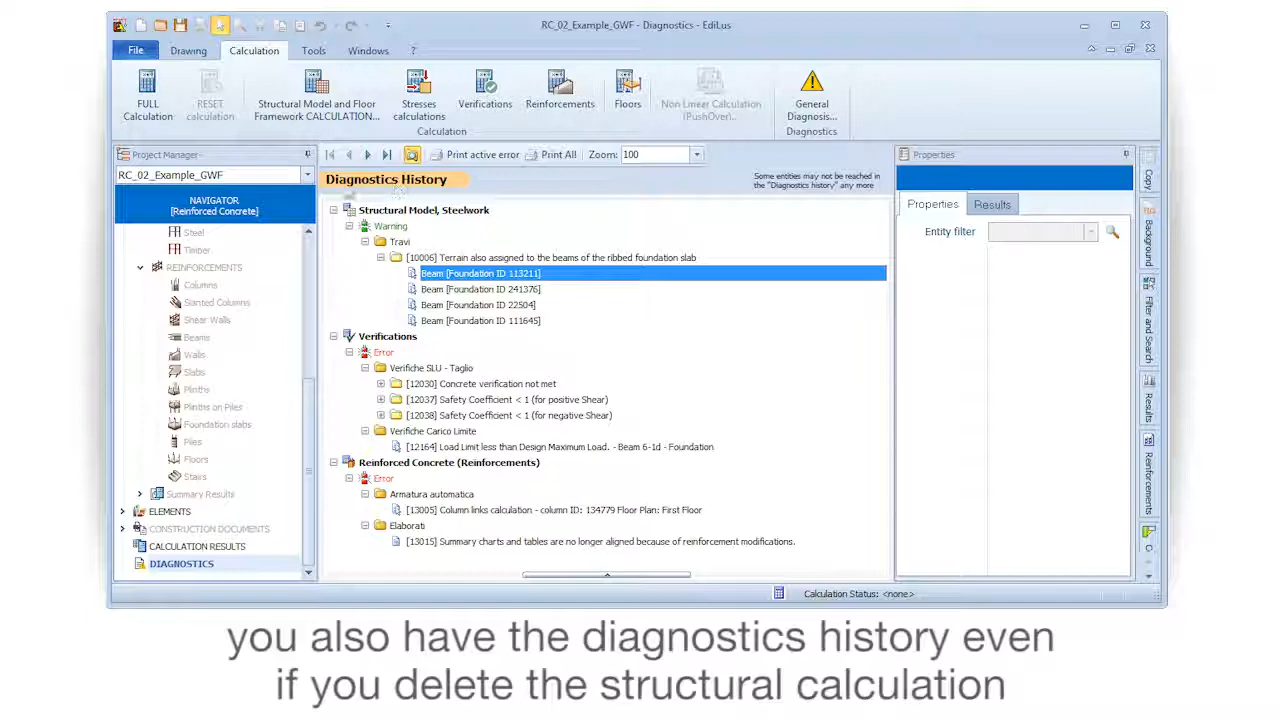 RC_02_Example_GWF - Diagnostics - EdiLus
File
Drawing
Calculation
Tools
Windows
?
FULL
Calculation
RESET
calculation
Structural Model and Floor
Framework CALCULATION...
Stresses
calculations
Verifications
Reinforcements
Floors
Non Linear Calculation
(PushOver)...
General
Diagnosis...
Calculation
Diagnostics
Project Manager
RC_02_Example_GWF
NAVIGATOR
[Reinforced Concrete]
Steel
Timber
REINFORCEMENTS
Columns
Slanted Columns
Shear Walls
Beams
Walls
Slabs
Plinths
Plinths on Piles
Foundation slabs
Piles
Floors
Stairs
Summary Results
ELEMENTS
CONSTRUCTION DOCUMENTS
CALCULATION RESULTS
DIAGNOSTICS
Print active error
Print All
Zoom: 100
Diagnostics History
Some entities may not be reached in
the "Diagnostics history" any more
Structural Model, Steelwork
Warning
Travi
[10006] Terrain also assigned to the beams of the ribbed foundation slab
Beam [Foundation ID 113211]
Beam [Foundation ID 241376]
Beam [Foundation ID 22504]
Beam [Foundation ID 111645]
Verifications
Error
Verifiche SLU - Taglio
[12030] Concrete verification not met
[12037] Safety Coefficient < 1 (for positive Shear)
[12038] Safety Coefficient < 1 (for negative Shear)
Verifiche Carico Limite
[12164] Load Limit less than Design Maximum Load. - Beam 6-1d - Foundation
Reinforced Concrete (Reinforcements)
Error
Armatura automatica
[13005] Column links calculation - column ID: 134779 Floor Plan: First Floor
Elaborati
[13015] Summary charts and tables are no longer aligned because of reinforcement modifications.
Properties
Properties
Results
Entity filter
Copy
Background
Filter and Search
Results
Reinforcements
Calculation Status: <none>
you also have the diagnostics history even
if you delete the structural calculation